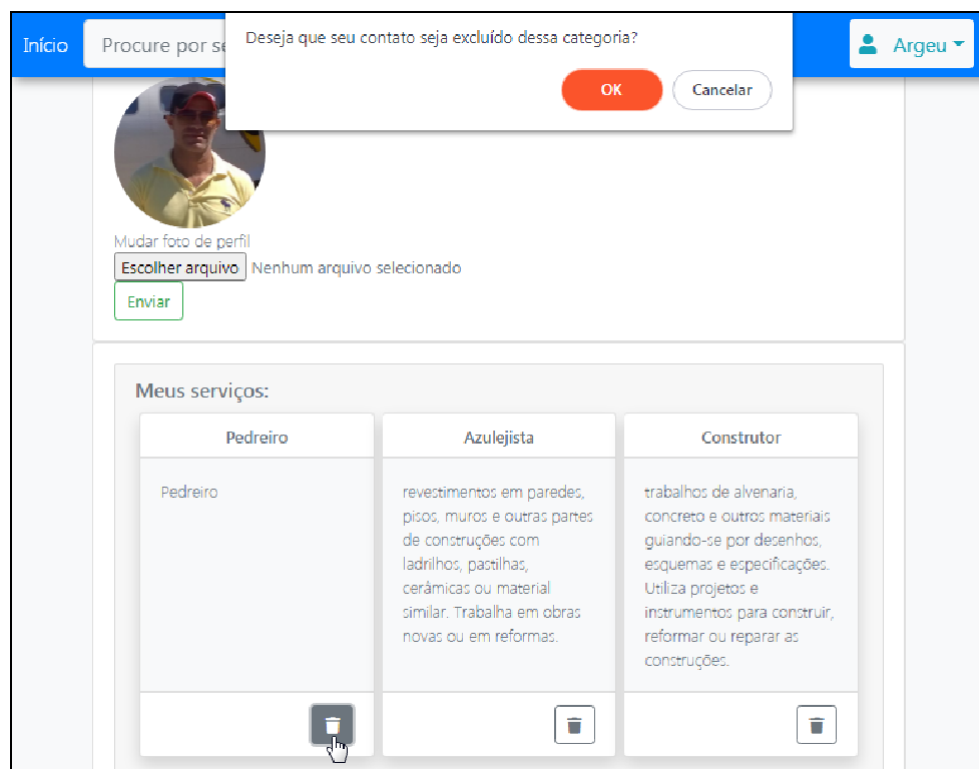 Início
Procure por se
Deseja que seu contato seja excluído dessa categoria?
OK
Cancelar
Argeu
Mudar foto de perfil
Escolher arquivo Nenhum arquivo selecionado
Enviar
Meus serviços:
Pedreiro
Pedreiro
Azulejista
revestimentos em paredes,
pisos, muros e outras partes
de construções com
ladrilhos, pastilhas,
cerâmicas ou material
similar. Trabalha em obras
novas ou em reformas.
Construtor
trabalhos de alvenaria,
concreto e outros materiais
guiando-se por desenhos,
esquemas e especificações.
Utiliza projetos e
instrumentos para construir,
reformar ou reparar as
construções.